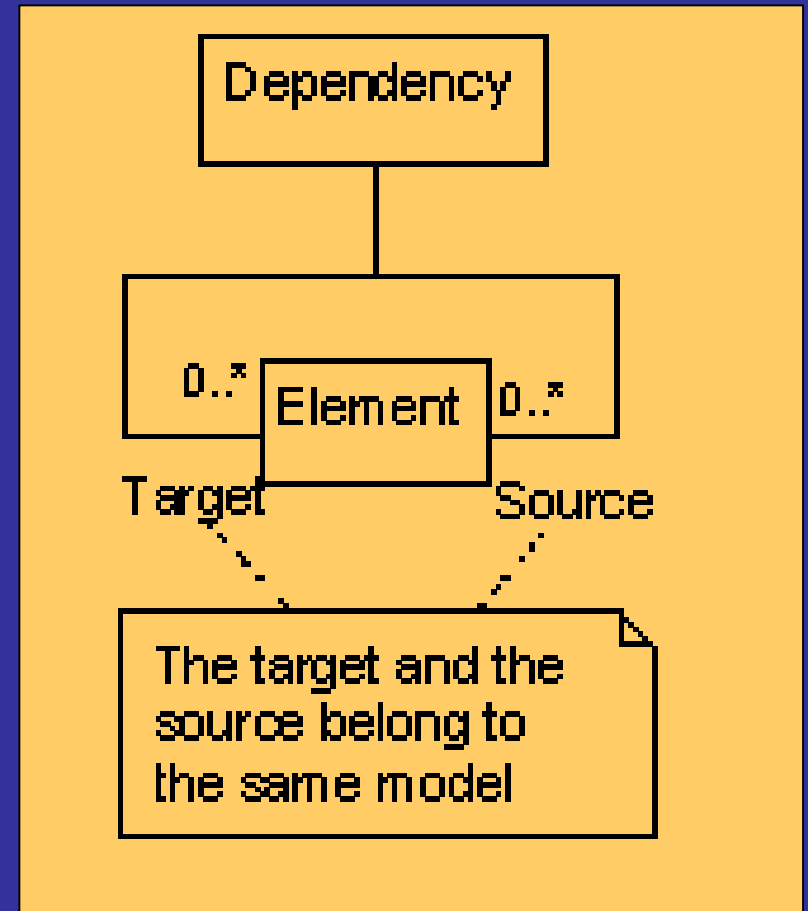 Dependency
0..*
Element
0..*
Target
Source
The target and the
source belong to
the same model